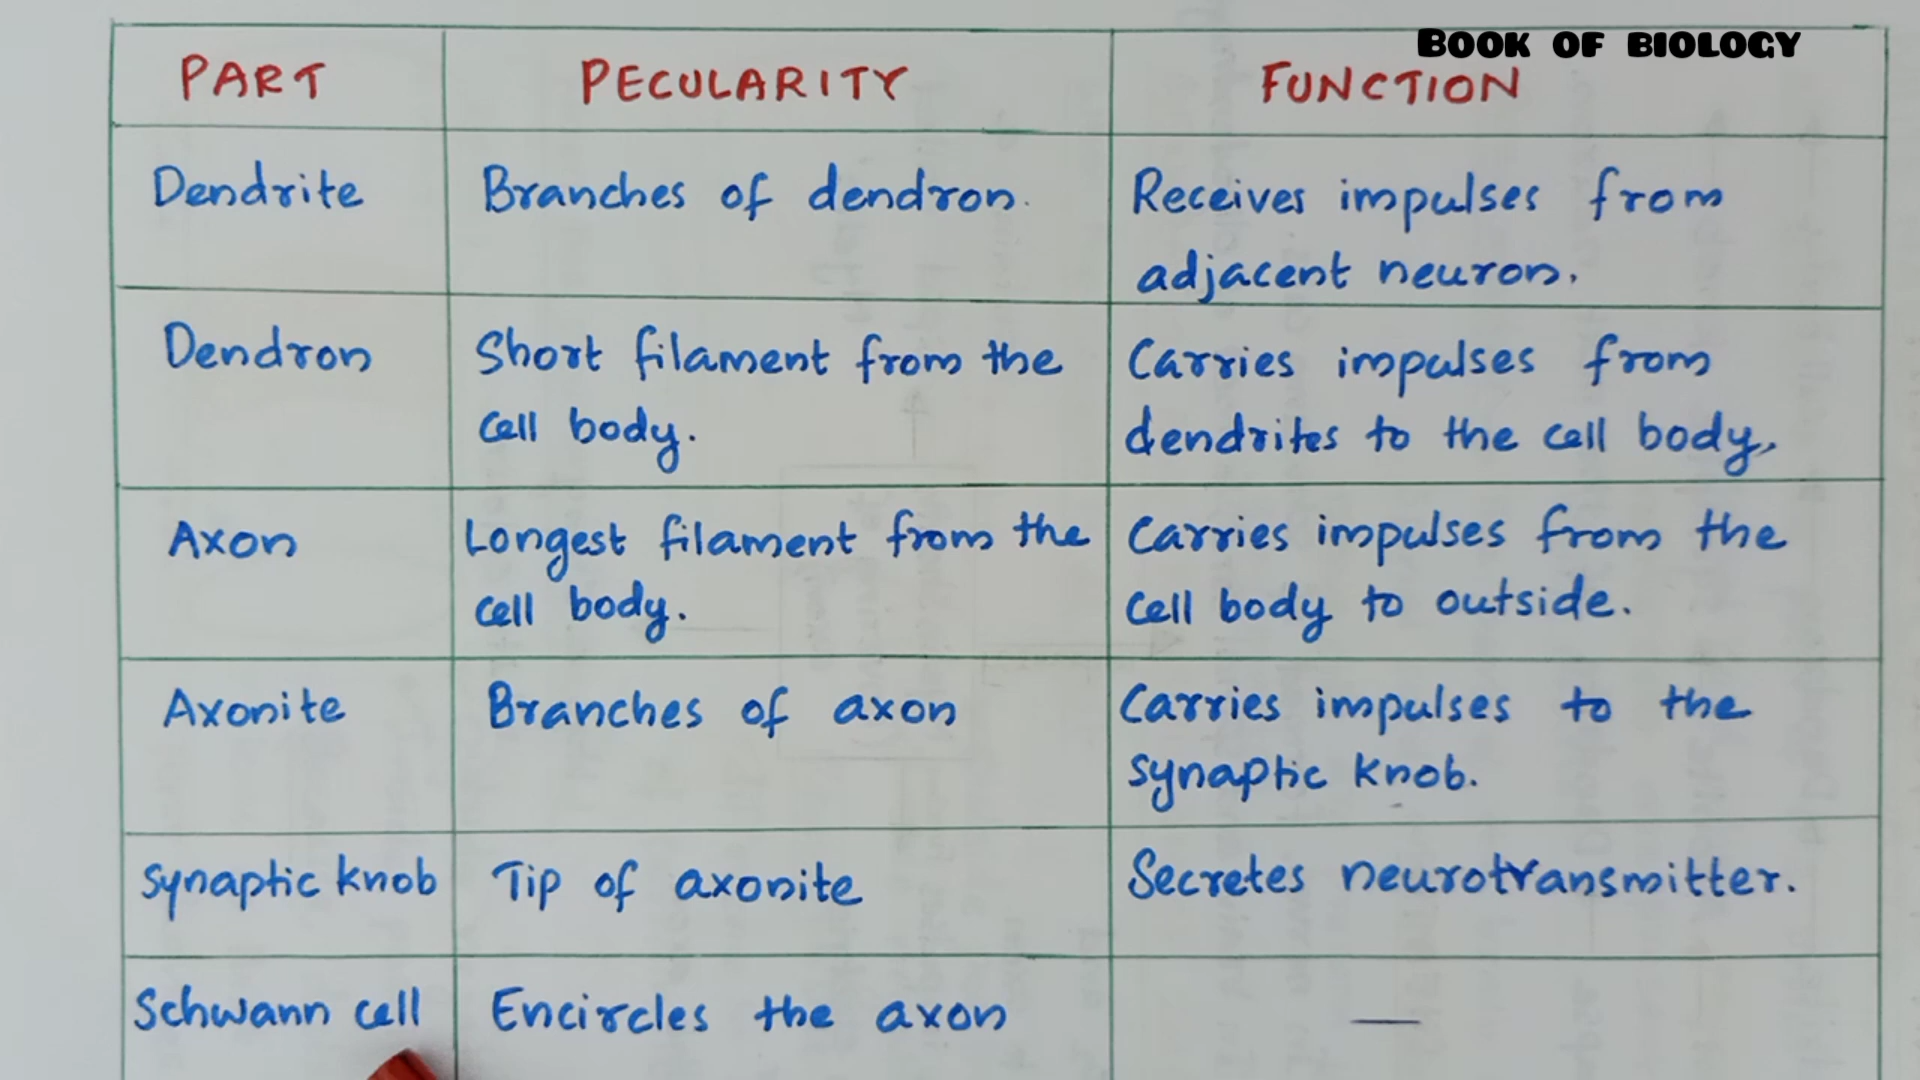 BOOK OF BIOLOGY
PART PECULARITY FUNCTION
Dendrite Branches of dendron. Receives impulses from
adjacent neuron.
Dendron Short filament from the Carries impulses from
cell body. dendrites to the cell body,
Axon Longest filament from the Carries impulses from the
cell body. cell body to outside.
Axonite Branches of axon Carries impulses to the
synaptic knob.
Synaptic knob Tip of axonite Secretes neurotransmitter.
Schwann cell Encircles the axon —